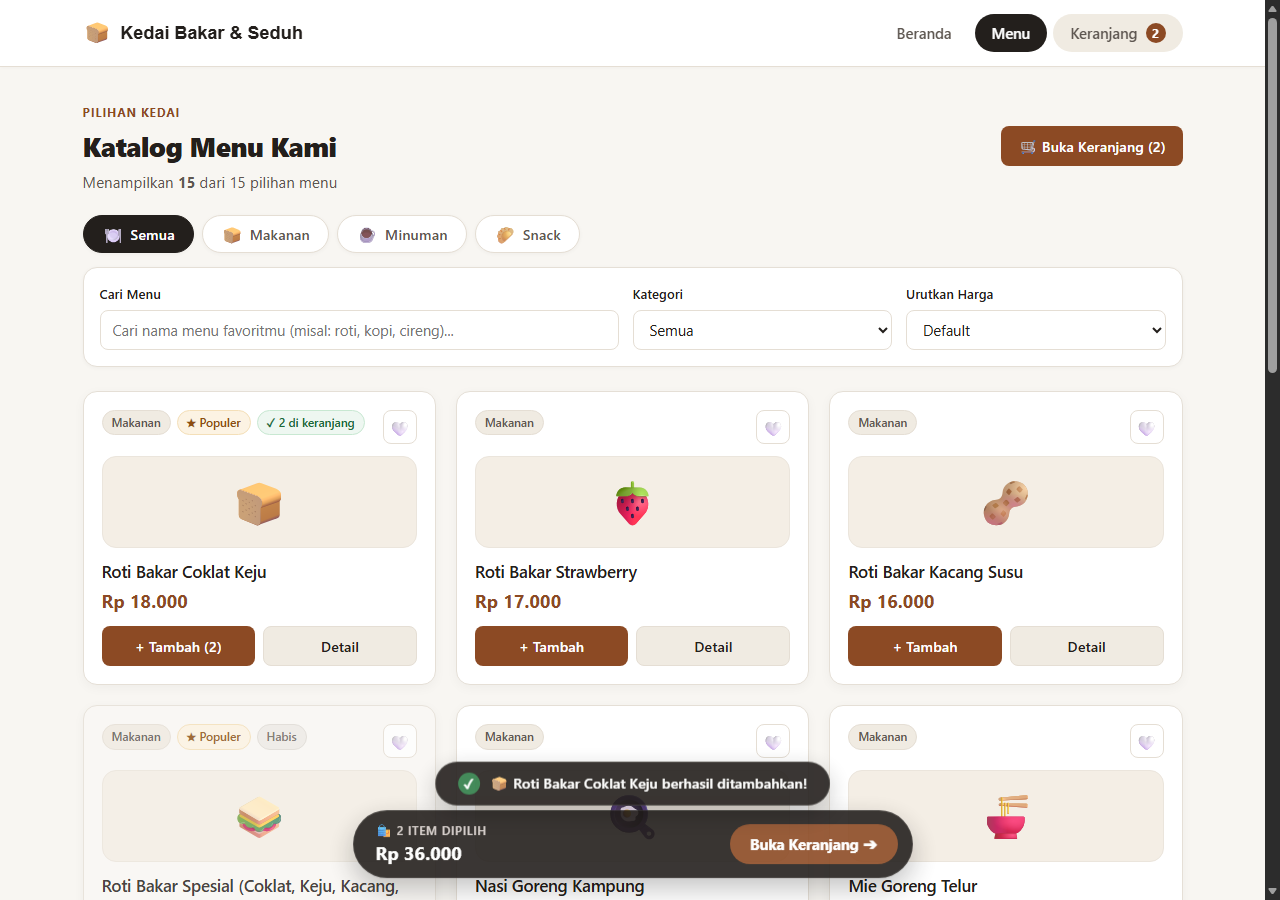 Kedai Bakar & Seduh
Beranda
Menu
Keranjang 2
PILIHAN KEDAI
Katalog Menu Kami
Menampilkan 15 dari 15 pilihan menu
Buka Keranjang (2)
Semua
Makanan
Minuman
Snack
Cari Menu
Cari nama menu favoritmu (misal: roti, kopi, cireng)...
Kategori
Semua
Urutkan Harga
Default
Makanan
★ Populer
✓ 2 di keranjang
Roti Bakar Coklat Keju
Rp 18.000
+ Tambah (2)
Detail
Makanan
Roti Bakar Strawberry
Rp 17.000
+ Tambah
Detail
Makanan
Roti Bakar Kacang Susu
Rp 16.000
+ Tambah
Detail
Makanan
★ Populer
Habis
Roti Bakar Spesial (Coklat, Keju, Kacang,
Makanan
Nasi Goreng Kampung
Makanan
Mie Goreng Telur
✓ Roti Bakar Coklat Keju berhasil ditambahkan!
2 ITEM DIPILIH
Rp 36.000
Buka Keranjang ➔